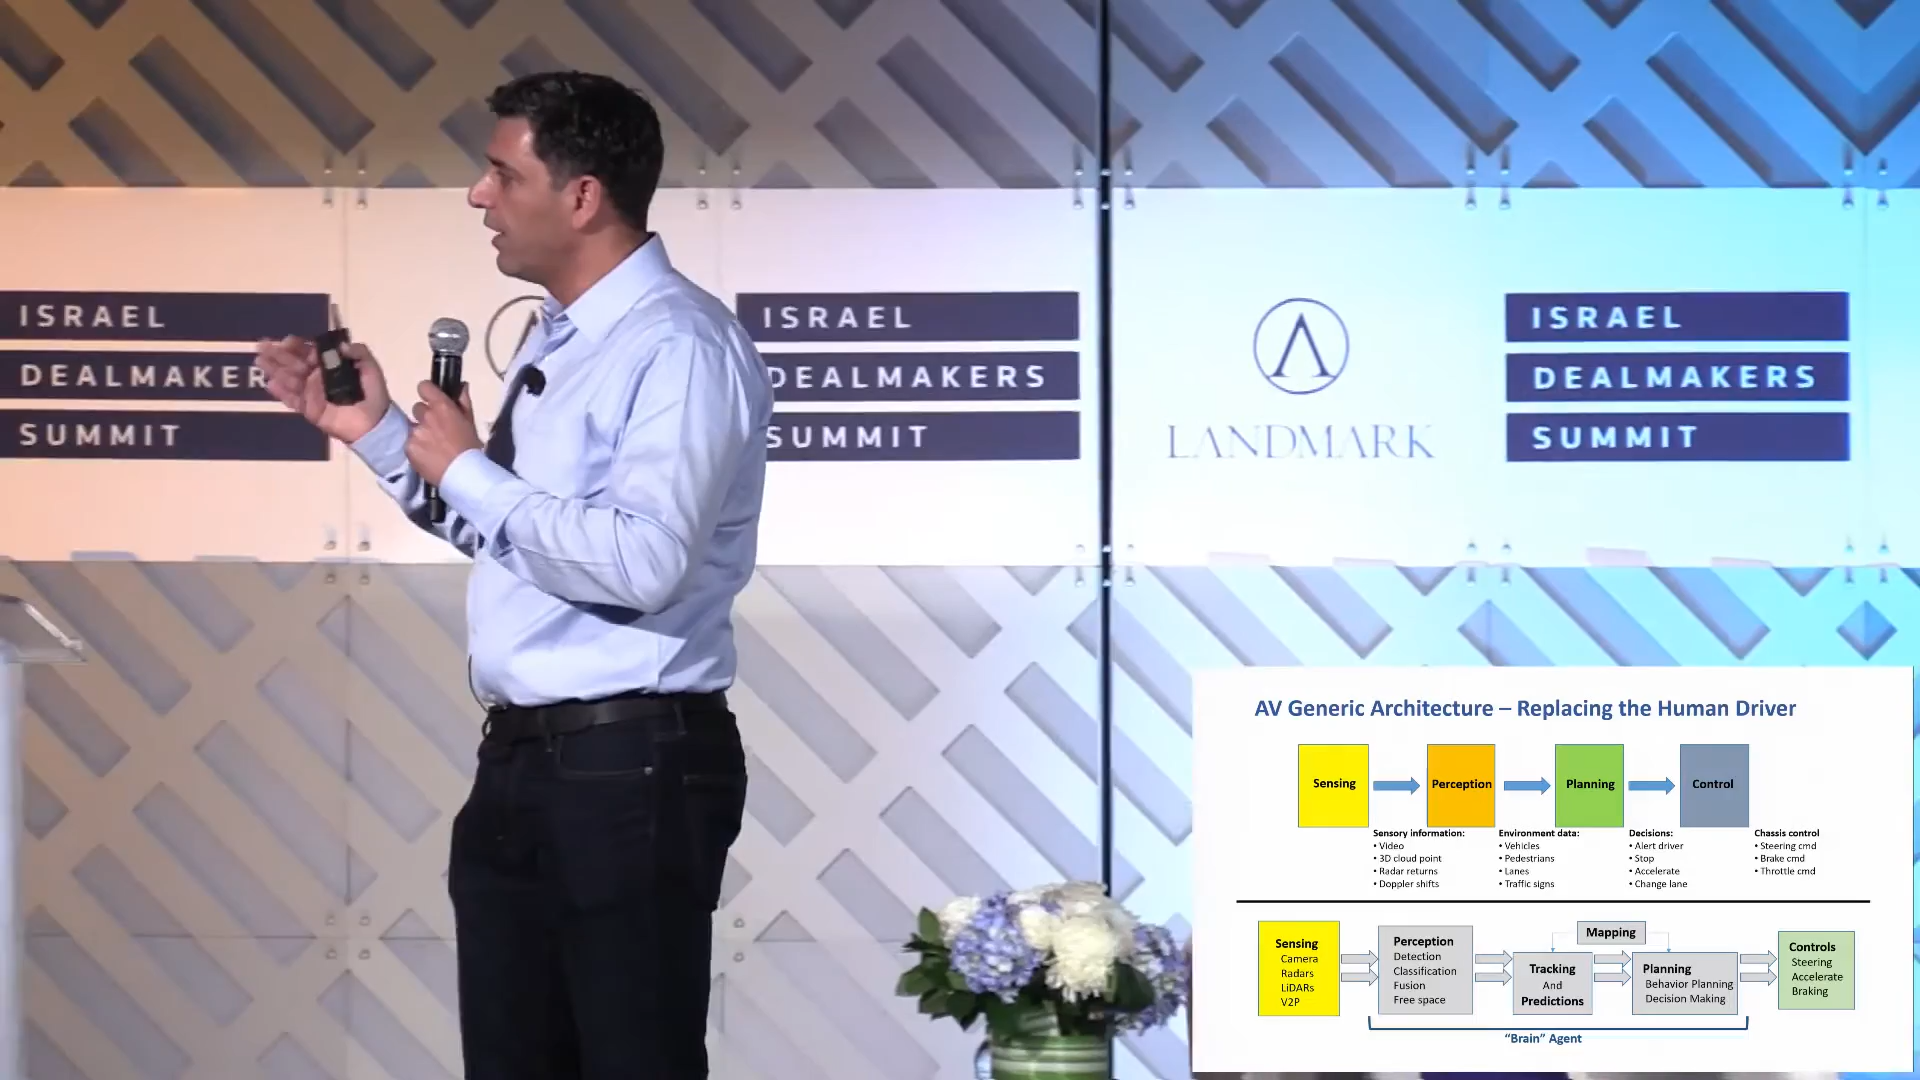 ISRAEL
DEALMAKER
SUMMIT
ISRAEL
DEALMAKERS
SUMMIT
LANDMARK
ISRAEL
DEALMAKERS
SUMMIT
AV Generic Architecture – Replacing the Human Driver
Sensing
Perception
Planning
Control
Sensory information:
• Video
• 3D cloud point
• Radar returns
• Doppler shifts
Environment data:
• Vehicles
• Pedestrians
• Lanes
• Traffic signs
Decisions:
• Alert driver
• Stop
• Accelerate
• Change lane
Chassis control
• Steering cmd
• Brake cmd
• Throttle cmd
Sensing
Camera
Radars
LiDARs
V2P
Perception
Detection
Classification
Fusion
Free space
Mapping
Tracking
And
Predictions
Planning
Behavior Planning
Decision Making
Controls
Steering
Accelerate
Braking
“Brain” Agent